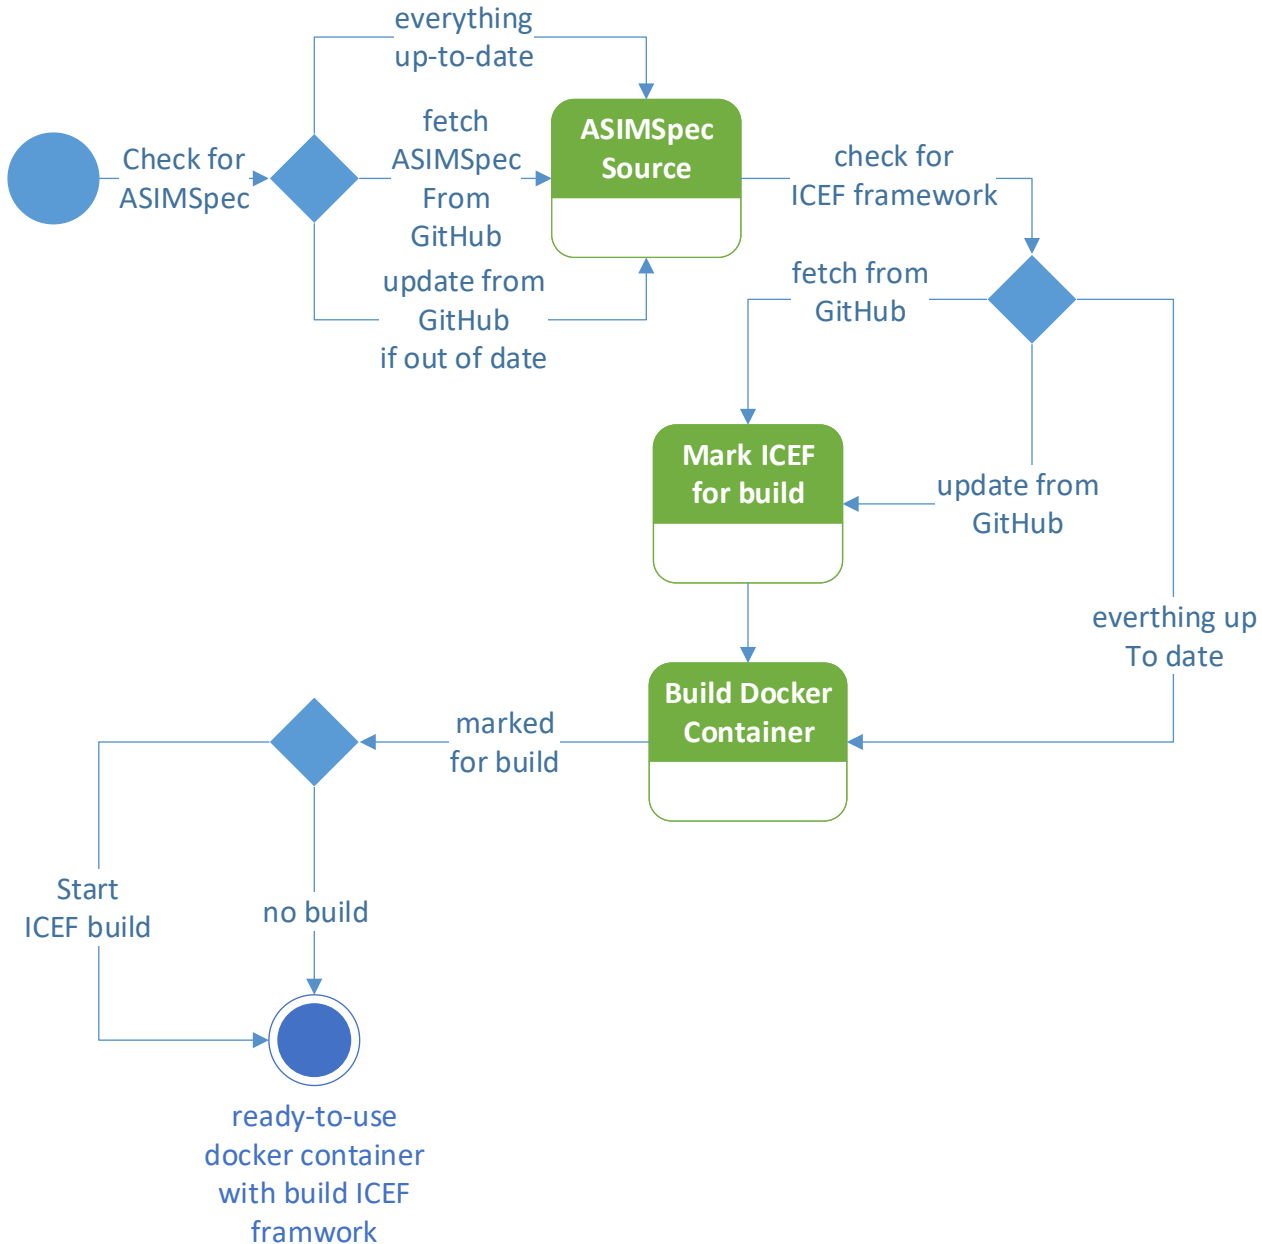 everything
up-to-date
Check for
ASIMSpec
fetch
ASIMSpec
From
GitHub
update from
GitHub
if out of date
ASIMSpec
Source
check for
ICEF framework
fetch from
GitHub
Mark ICEF
for build
update from
GitHub
everthing up
To date
Build Docker
Container
marked
for build
Start
ICEF build
no build
ready-to-use
docker container
with build ICEF
framwork